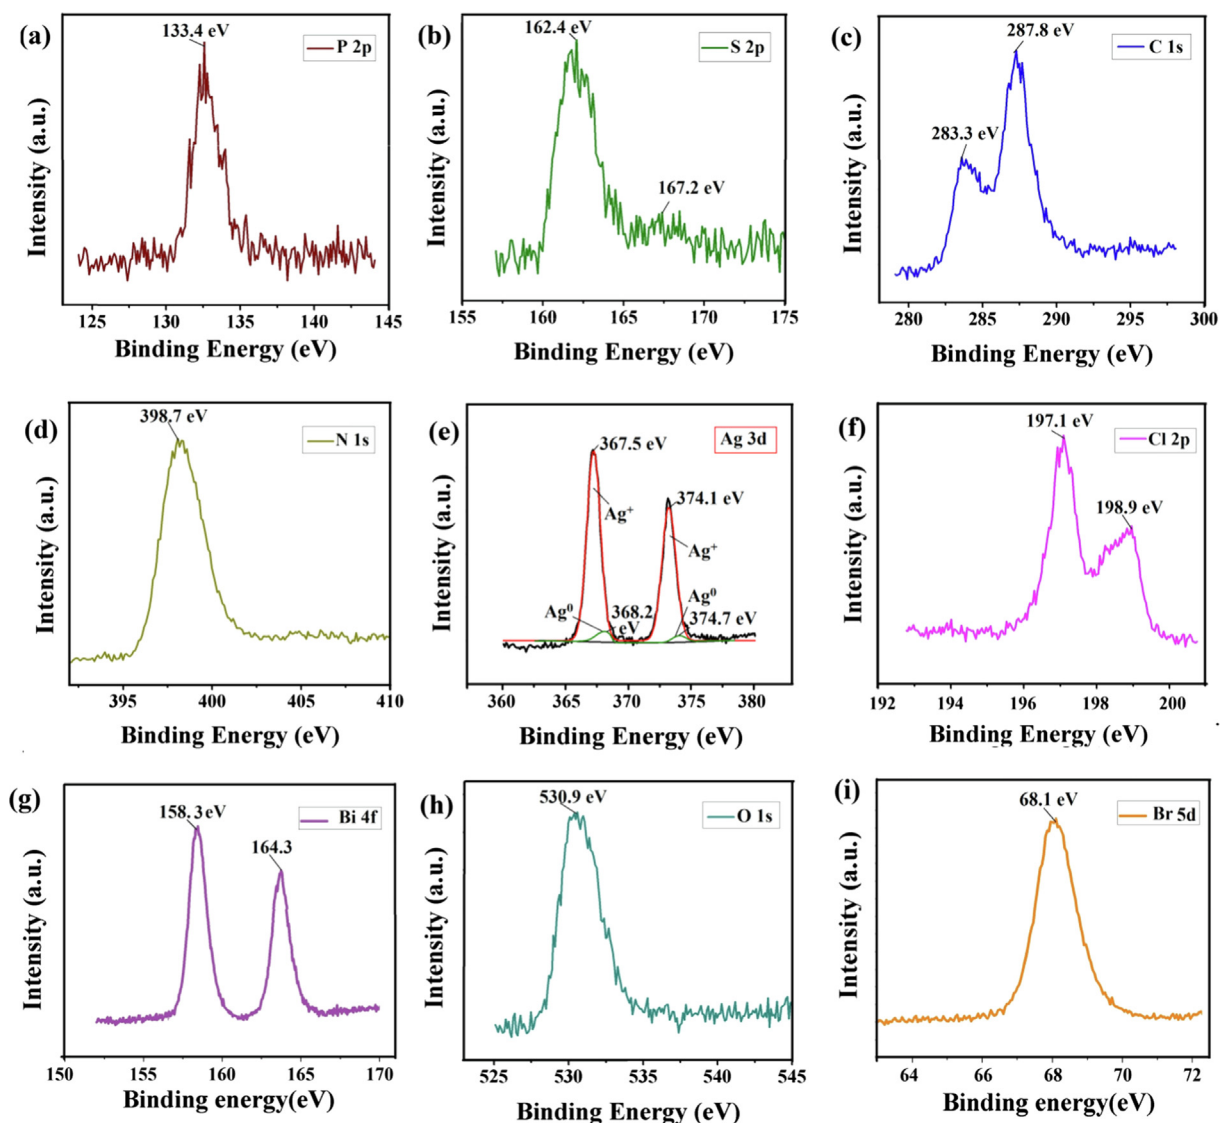 (a)
133.4 eV
P 2p
Intensity (a.u.)
125 130 135 140 145
Binding Energy (eV)
(b)
162.4 eV
S 2p
167.2 eV
Intensity (a.u.)
155 160 165 170 175
Binding Energy (eV)
(c)
287.8 eV
C 1s
283.3 eV
Intensity (a.u.)
280 285 290 295 300
Binding Energy (eV)
(d)
398.7 eV
N 1s
Intensity (a.u.)
395 400 405 410
Binding Energy (eV)
(e)
367.5 eV
Ag 3d
374.1 eV
Ag⁺
Ag⁺
Ag⁰
Ag⁰
368.2
eV
374.7 eV
Intensity (a.u.)
360 365 370 375 380
Binding Energy (eV)
(f)
197.1 eV
Cl 2p
198.9 eV
Intensity (a.u.)
192 194 196 198 200
Binding Energy (eV)
(g)
158.3 eV
Bi 4f
164.3
Intensity (a.u.)
150 155 160 165 170
Binding energy(eV)
(h)
530.9 eV
O 1s
Intensity (a.u.)
525 530 535 540 545
Binding Energy (eV)
(i)
68.1 eV
Br 5d
Intensity (a.u.)
64 66 68 70 72
Binding energy(eV)